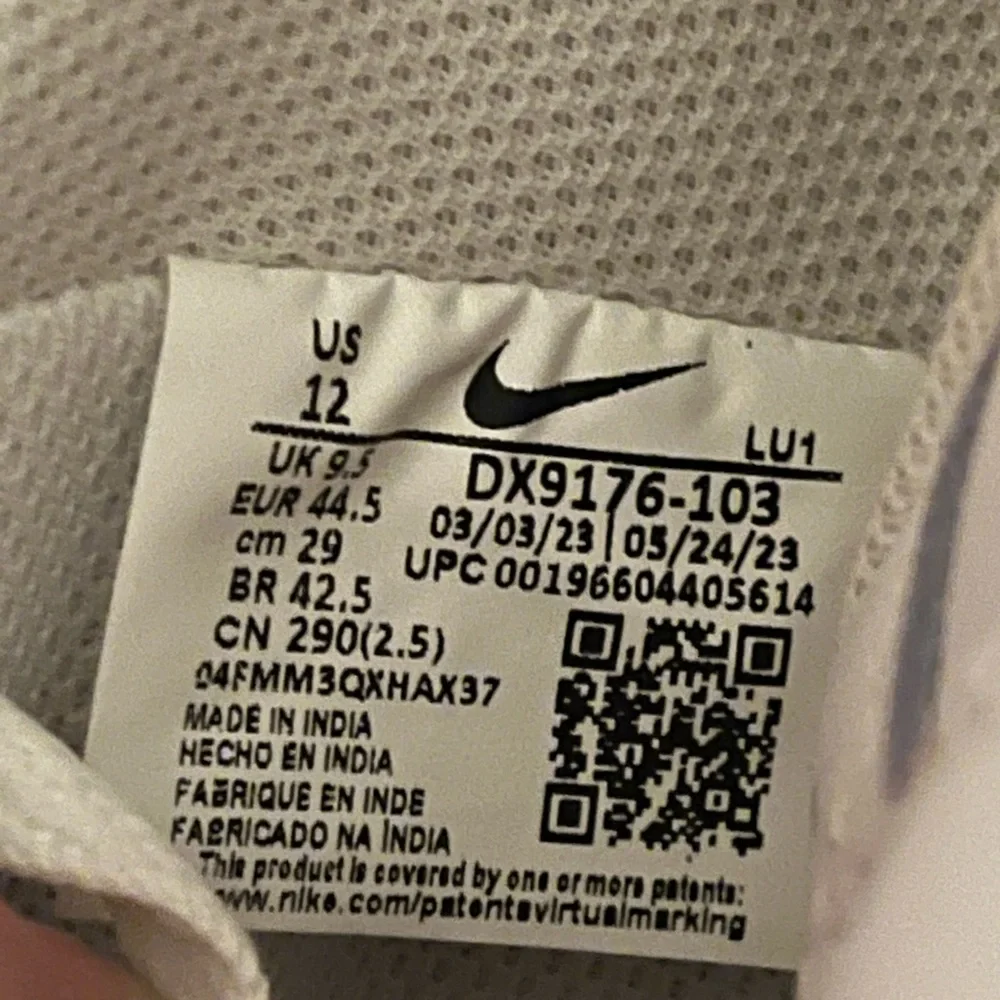 US
12
LU1
UK 9.5
EUR 44.5
cm 29
BR 42.5
CN 290(2.5)
DX9176-103
03/03/23 | 05/24/23
UPC 00196604405614
04FMM3QXHAX37
MADE IN INDIA
HECHO EN INDIA
FABRIQUE EN INDE
FABRICADO NA ÍNDIA
This product is covered by one or more patents:
www.nike.com/patentsvirtualmarking